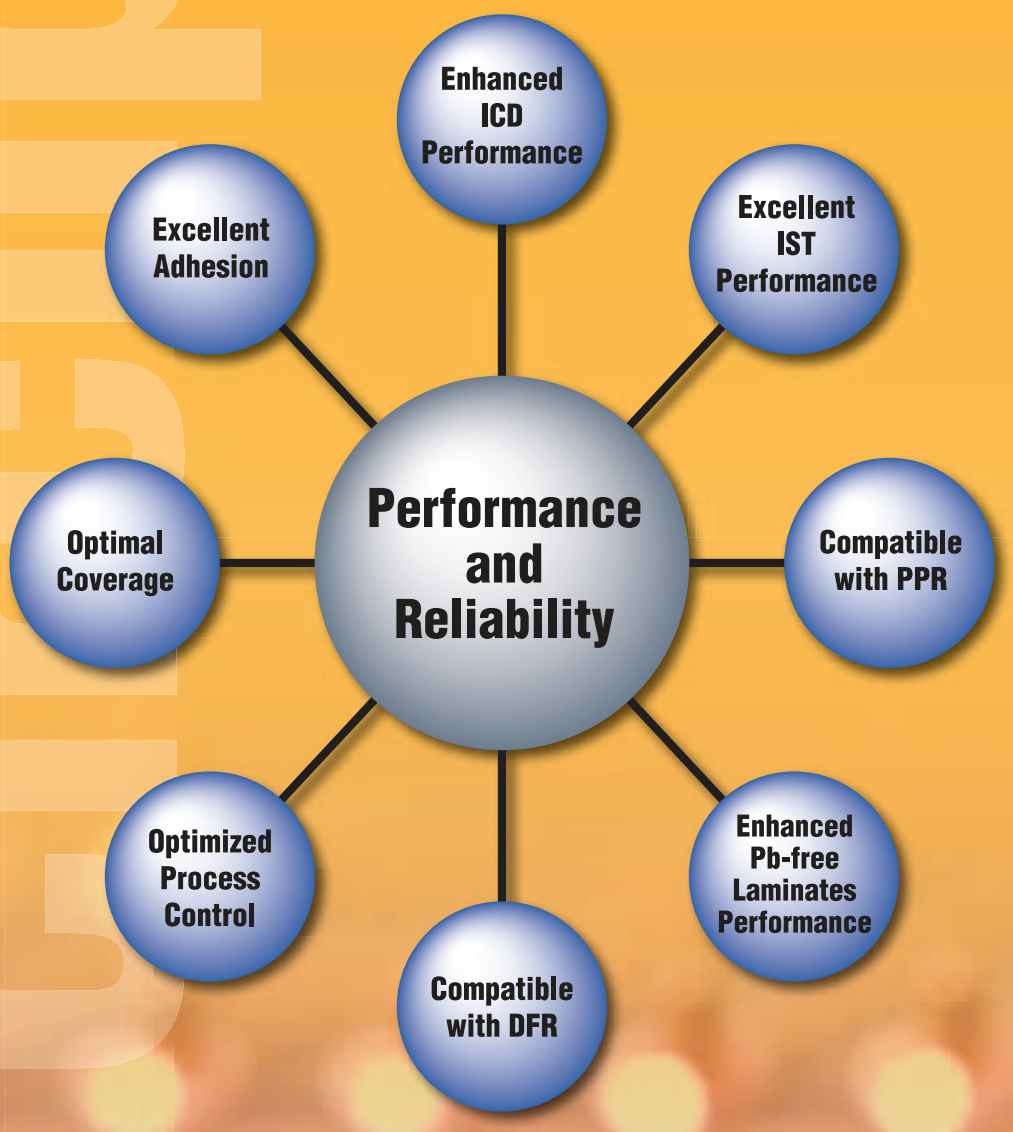 Enhanced
ICD
Performance
Excellent
IST
Performance
Compatible
with PPR
Enhanced
Pb-free
Laminates
Performance
Compatible
with DFR
Optimized
Process
Control
Optimal
Coverage
Excellent
Adhesion
Performance
and
Reliability